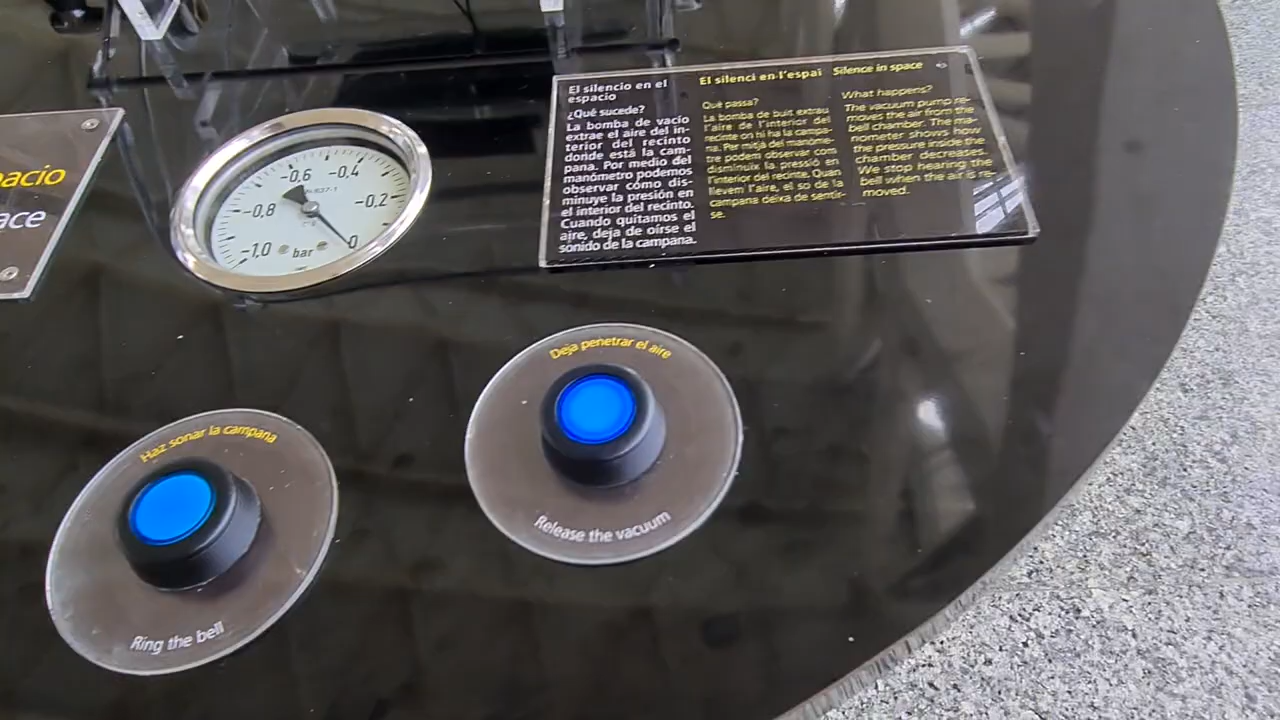 acio
ace
-1,0
-0,8
-0,6
-0,4
-0,2
0
bar
El silencio en el
espacio
¿Qué sucede?
La bomba de vacío
extrae el aire del in-
terior del recinto
donde está la cam-
pana. Por medio del
manómetro podemos
observar cómo dis-
minuye la presión en
el interior del recinto.
Cuando quitamos el
aire, deja de oírse el
sonido de la campana.
El silenci en l'espai
Què passa?
La bomba de buit extrau
l'aire de l'interior del
recinte on hi ha la campa-
na. Per mitjà del manòme-
tre podem observar com
disminuïx la pressió en
l'interior del recinte. Quan
llevem l'aire, el so de la
campana deixa de sentir-
se.
Silence in space
What happens?
The vacuum pump re-
moves the air from the
bell chamber. The ma-
nometer shows how
the pressure inside the
chamber decreases.
We stop hearing the
bell when the air is re-
moved.
Deja penetrar el aire
Release the vacuum
Haz sonar la campana
Ring the bell